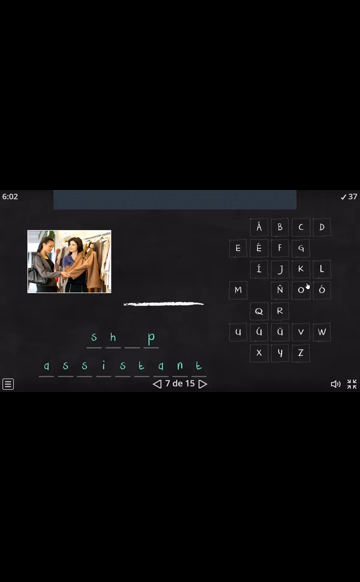 6:02
✓ 37
Á B C D
E É F G
Í J K L
M Ñ O Ó
Q R
U Ú Ü V W
X Y Z
s h _ p
a s s i s t a n t
7 de 15